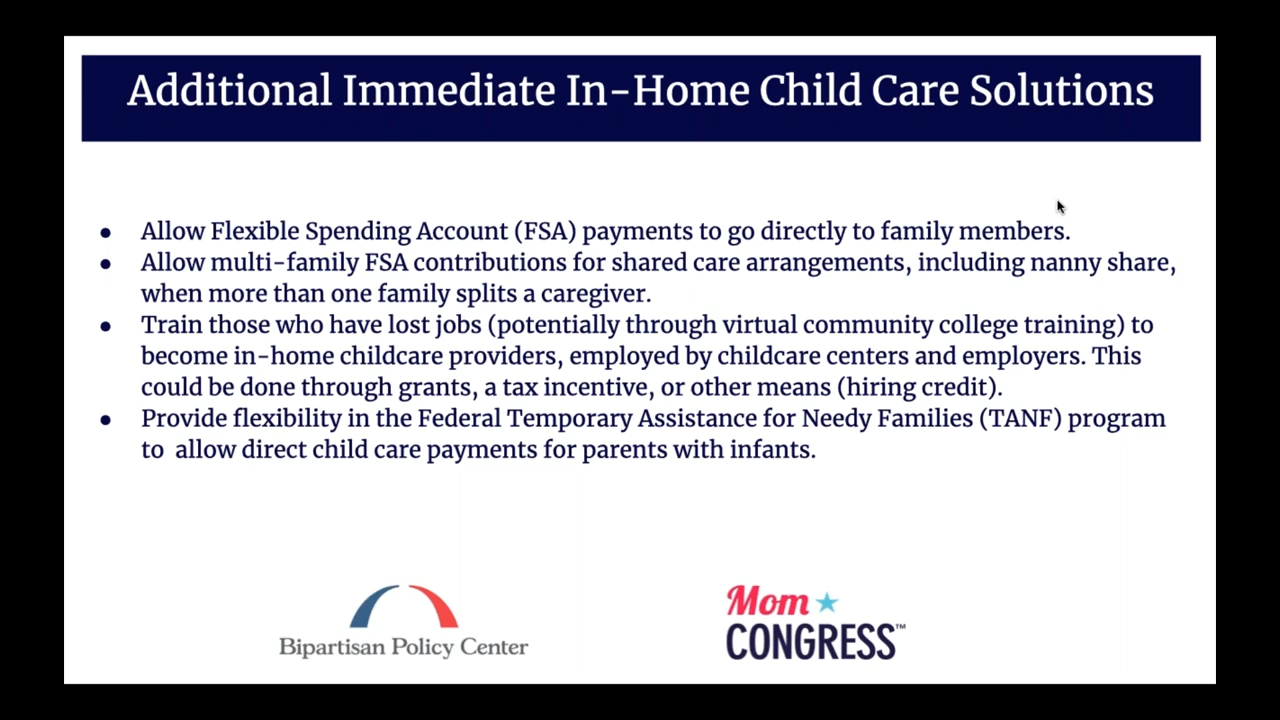 Additional Immediate In-Home Child Care Solutions
● Allow Flexible Spending Account (FSA) payments to go directly to family members.
● Allow multi-family FSA contributions for shared care arrangements, including nanny share,
when more than one family splits a caregiver.
● Train those who have lost jobs (potentially through virtual community college training) to
become in-home childcare providers, employed by childcare centers and employers. This
could be done through grants, a tax incentive, or other means (hiring credit).
● Provide flexibility in the Federal Temporary Assistance for Needy Families (TANF) program
to  allow direct child care payments for parents with infants.
Bipartisan Policy Center
Mom
CONGRESS™